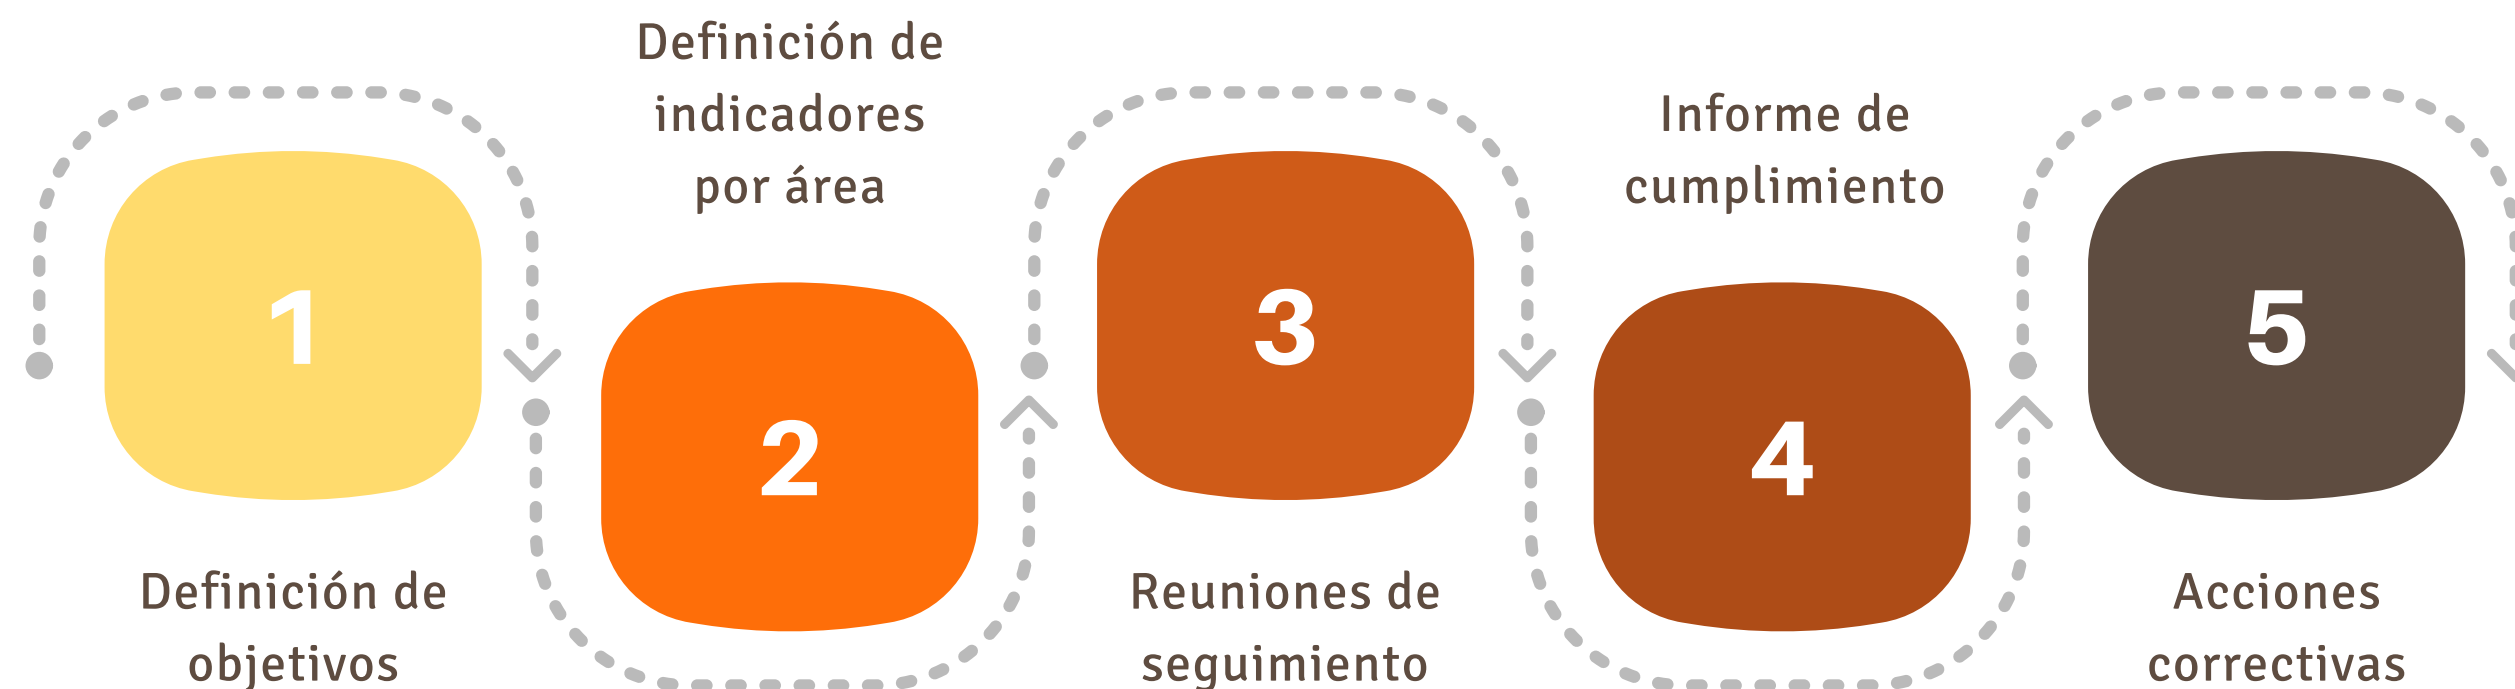 1
Definición de
objetivos
Definición de
indicadores
por área
2
3
Reuniones de
seguimiento
Informe de
cumplimiento
4
5
Acciones
correctivas